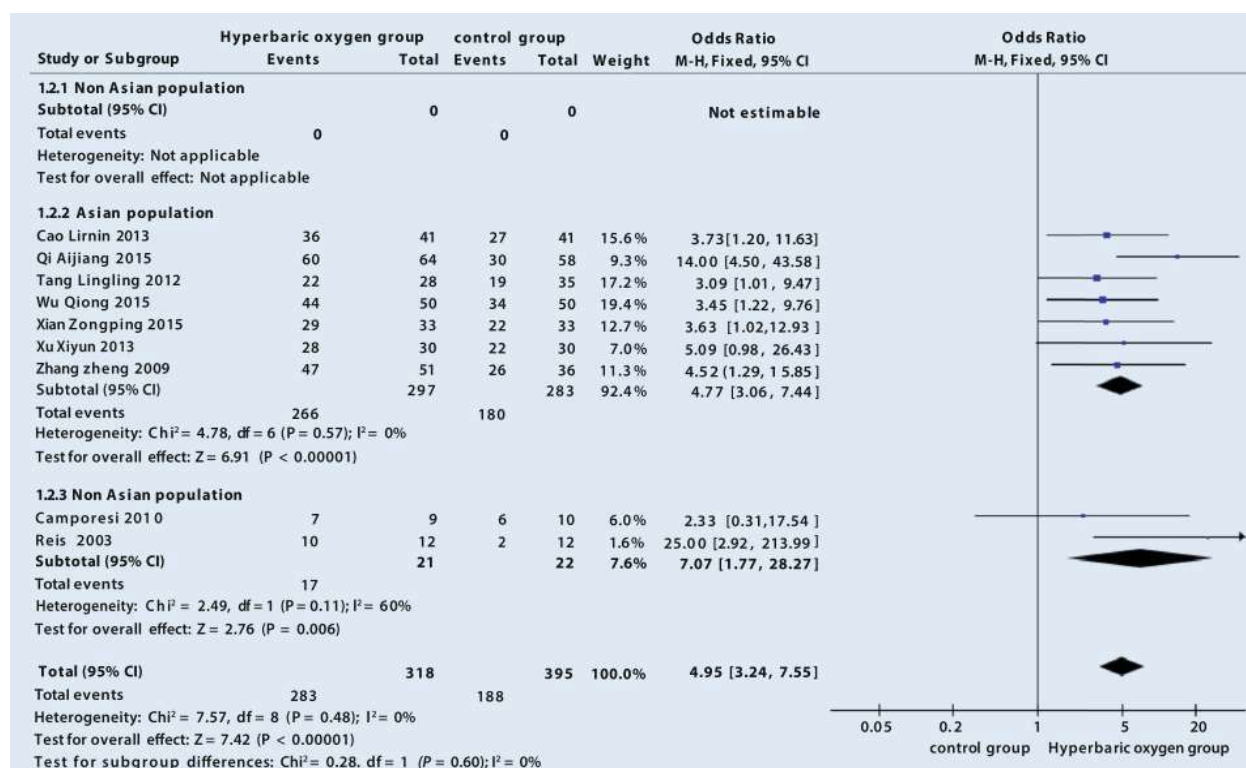 Hyperbaric oxygen group control group Odds Ratio Odds Ratio
Study or Subgroup Events Total Events Total Weight M-H, Fixed, 95% CI M-H, Fixed, 95% CI
1.2.1 Non Asian population
Subtotal (95% CI) 0 0 Not estimable
Total events 0 0
Heterogeneity: Not applicable
Test for overall effect: Not applicable
1.2.2 Asian population
Cao Lirnin 2013 36 41 27 41 15.6% 3.73[1.20, 11.63]
Qi Aijiang 2015 60 64 30 58 9.3% 14.00 [4.50, 43.58]
Tang Lingling 2012 22 28 19 35 17.2% 3.09 [1.01, 9.47]
Wu Qiong 2015 44 50 34 50 19.4% 3.45 [1.22, 9.76]
Xian Zongping 2015 29 33 22 33 12.7% 3.63 [1.02,12.93]
Xu Xiyun 2013 28 30 22 30 7.0% 5.09 [0.98, 26.43]
Zhang zheng 2009 47 51 26 36 11.3% 4.52 [1.29, 15.85]
Subtotal (95% CI) 297 283 92.4% 4.77 [3.06, 7.44]
Total events 266 180
Heterogeneity: Chi² = 4.78, df = 6 (P = 0.57); I² = 0%
Test for overall effect: Z = 6.91 (P < 0.00001)
1.2.3 Non Asian population
Camporesi 2010 7 9 6 10 6.0% 2.33 [0.31,17.54]
Reis 2003 10 12 2 12 1.6% 25.00 [2.92, 213.99]
Subtotal (95% CI) 21 22 7.6% 7.07 [1.77, 28.27]
Total events 17
Heterogeneity: Chi² = 2.49, df = 1 (P = 0.11); I² = 60%
Test for overall effect: Z = 2.76 (P = 0.006)
Total (95% CI) 318 395 100.0% 4.95 [3.24, 7.55]
Total events 283 188
Heterogeneity: Chi² = 7.57, df = 8 (P = 0.48); I² = 0%
Test for overall effect: Z = 7.42 (P < 0.00001)
Test for subgroup differences: Chi² = 0.28. df = 1 (P = 0.60); I² = 0%
0.05 0.2 1 5 20
control group Hyperbaric oxygen group